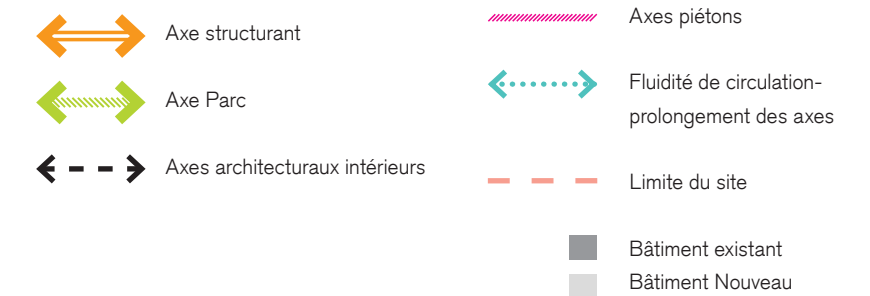 Axe structurant
Axe Parc
Axes architecturaux intérieurs
Axes piétons
Fluidité de circulation-
prolongement des axes
Limite du site
Bâtiment existant
Bâtiment Nouveau